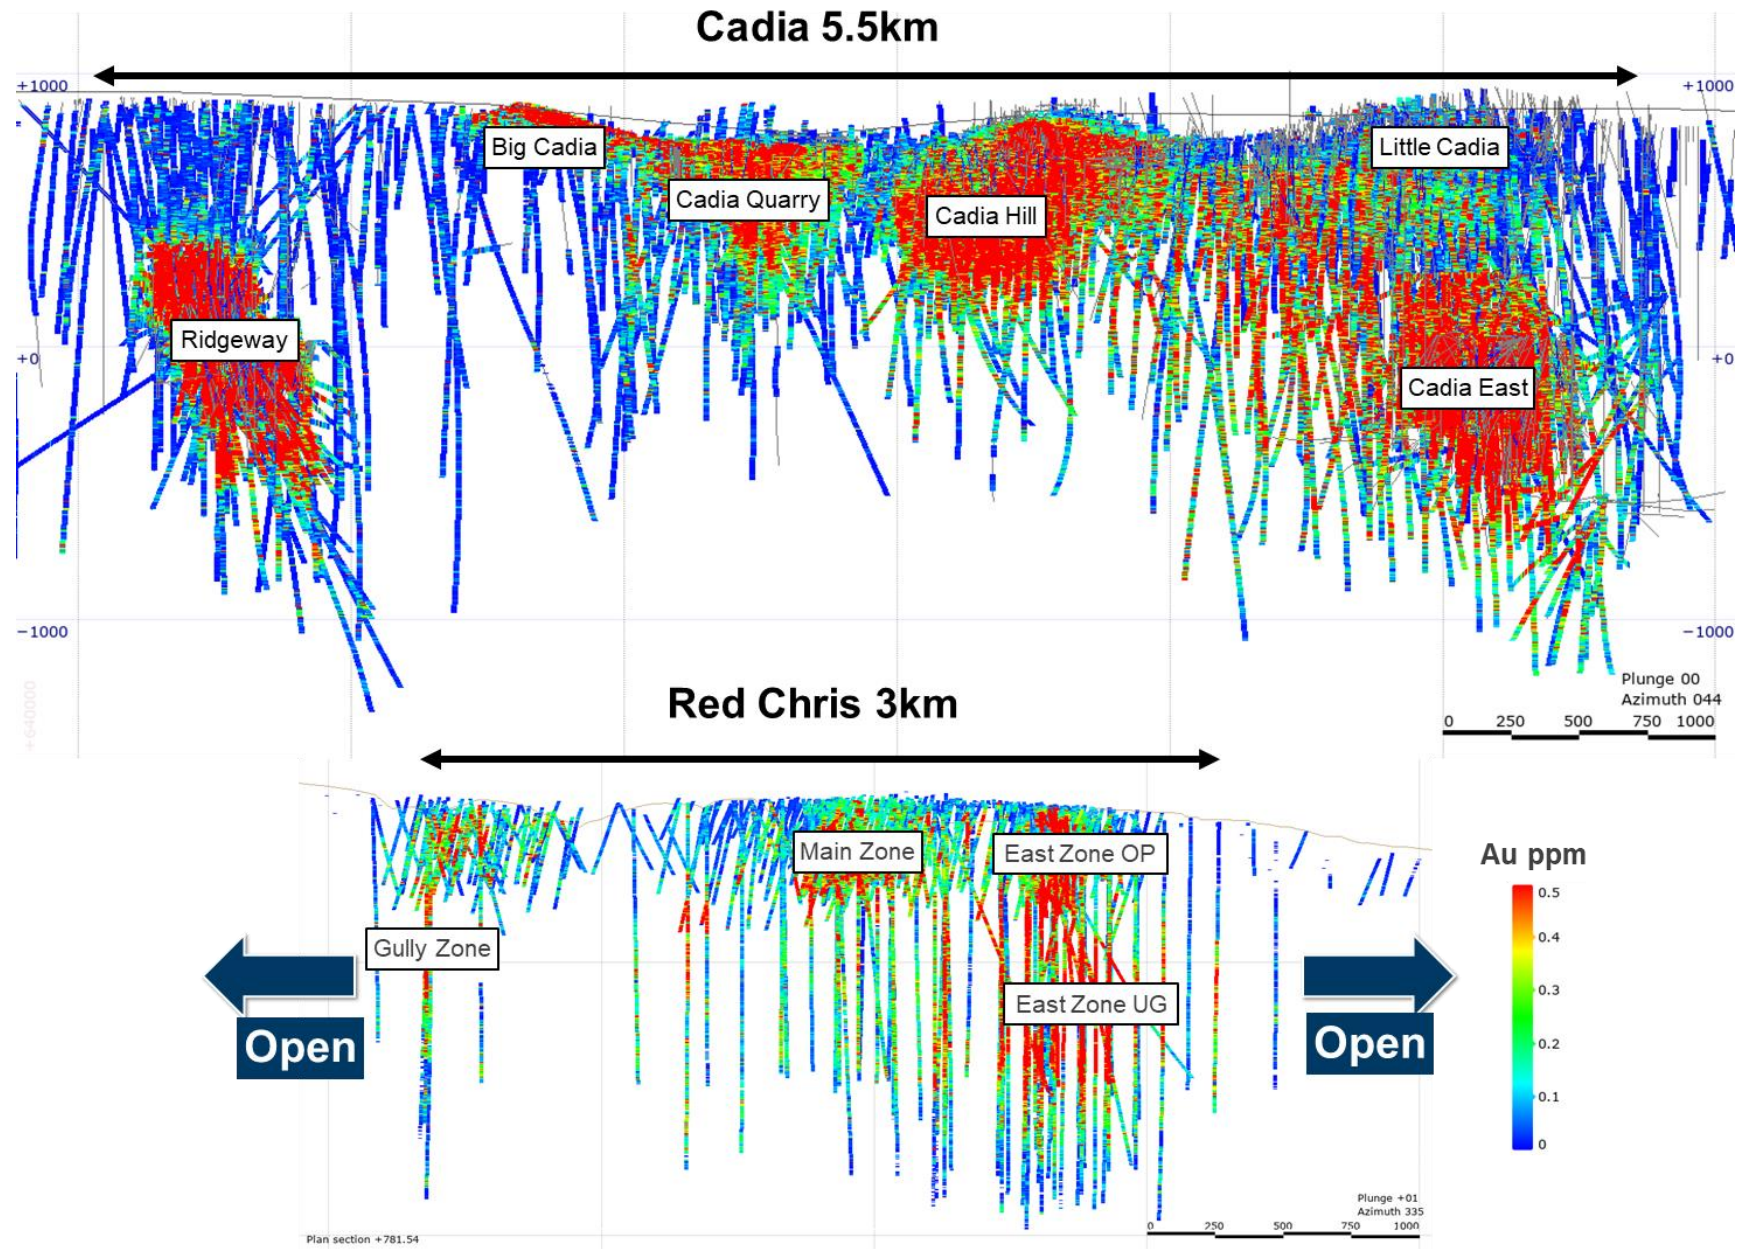 Cadia 5.5km
+1000
+1000
Big Cadia
Little Cadia
Cadia Quarry
Cadia Hill
Ridgeway
+0
+0
Cadia East
−1000
−1000
+640000
Plunge 00
Azimuth 044
0 250 500 750 1000
Red Chris 3km
Main Zone
East Zone OP
Au ppm
0.5
0.4
0.3
0.2
0.1
0
Gully Zone
East Zone UG
Open
Open
Plunge +01
Azimuth 335
0 250 500 750 1000
Plan section +781.54